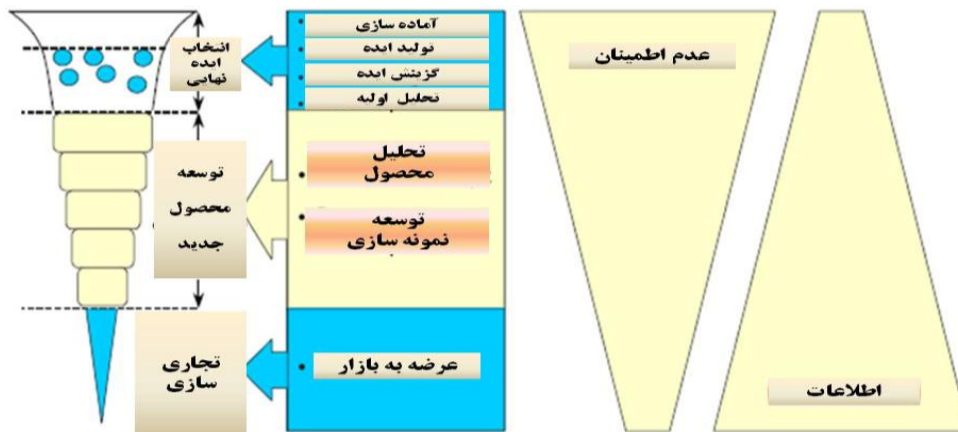 انتخاب
ایده
نهایی
آماده سازی
تولید ایده
گزینش ایده
تحلیل اولیه
عدم اطمینان
توسعه
محصول
جدید
تحلیل
محصول
توسعه
نمونه سازی
تجاری
سازی
عرضه به بازار
اطلاعات